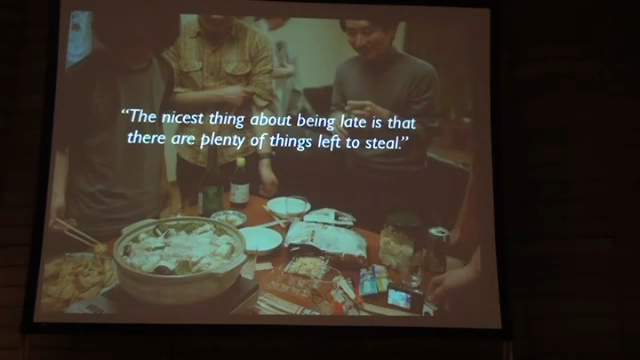 “The nicest thing about being late is that
there are plenty of things left to steal.”